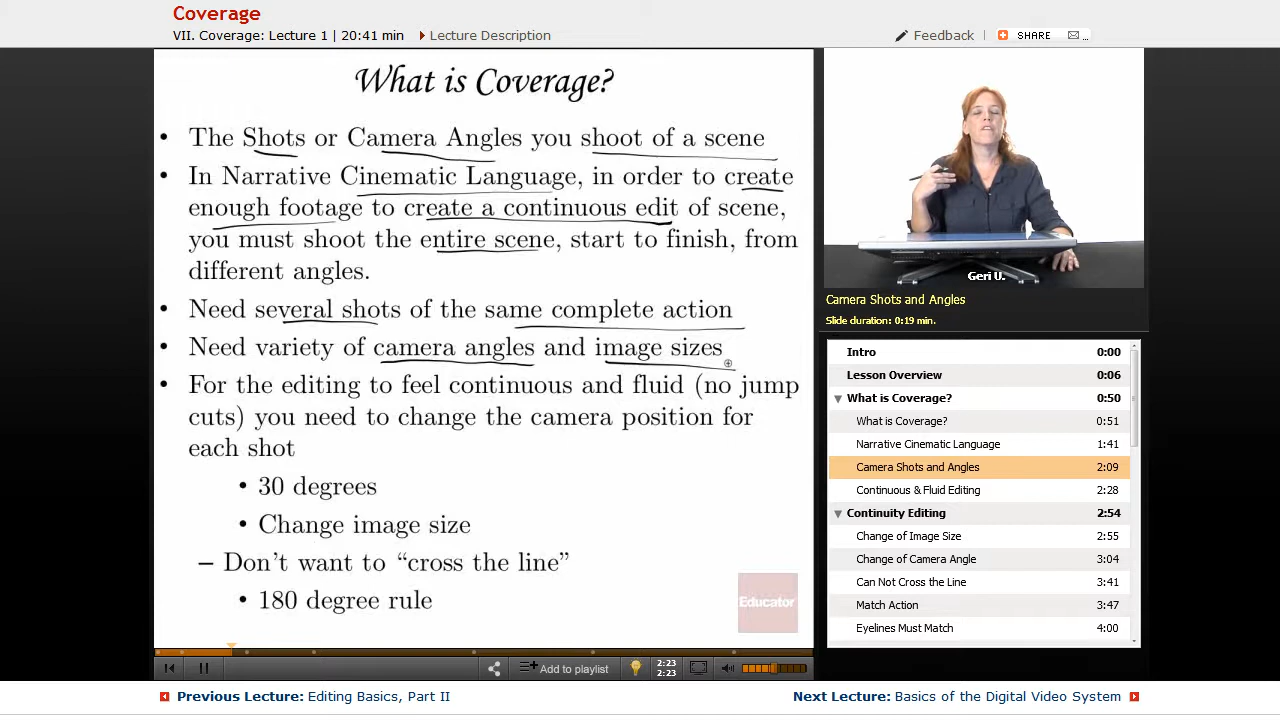 Coverage
VII. Coverage: Lecture 1 | 20:41 min
Lecture Description
Feedback
SHARE
What is Coverage?
• The Shots or Camera Angles you shoot of a scene
• In Narrative Cinematic Language, in order to create
enough footage to create a continuous edit of scene,
you must shoot the entire scene, start to finish, from
different angles.
• Need several shots of the same complete action
• Need variety of camera angles and image sizes
• For the editing to feel continuous and fluid (no jump
cuts) you need to change the camera position for
each shot
• 30 degrees
• Change image size
– Don't want to “cross the line”
• 180 degree rule
Educator
Geri U.
Camera Shots and Angles
Slide duration: 0:19 min.
Intro 0:00
Lesson Overview 0:06
What is Coverage? 0:50
What is Coverage? 0:51
Narrative Cinematic Language 1:41
Camera Shots and Angles 2:09
Continuous & Fluid Editing 2:28
Continuity Editing 2:54
Change of Image Size 2:55
Change of Camera Angle 3:04
Can Not Cross the Line 3:41
Match Action 3:47
Eyelines Must Match 4:00
Add to playlist
2:23
2:23
Previous Lecture: Editing Basics, Part II
Next Lecture: Basics of the Digital Video System